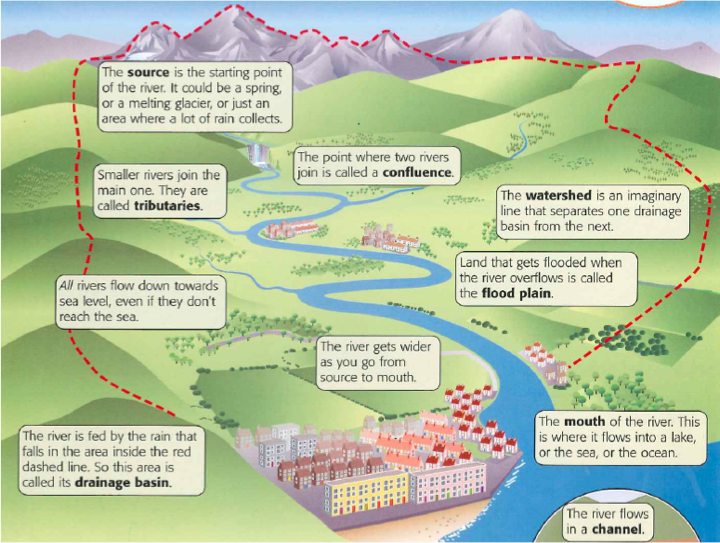 The source is the starting point
of the river. It could be a spring,
or a melting glacier, or just an
area where a lot of rain collects.
The point where two rivers
join is called a confluence.
Smaller rivers join the
main one. They are
called tributaries.
The watershed is an imaginary
line that separates one drainage
basin from the next.
Land that gets flooded when
the river overflows is called
the flood plain.
All rivers flow down towards
sea level, even if they don't
reach the sea.
The river gets wider
as you go from
source to mouth.
The mouth of the river. This
is where it flows into a lake,
or the sea, or the ocean.
The river is fed by the rain that
falls in the area inside the red
dashed line. So this area is
called its drainage basin.
The river flows
in a channel.